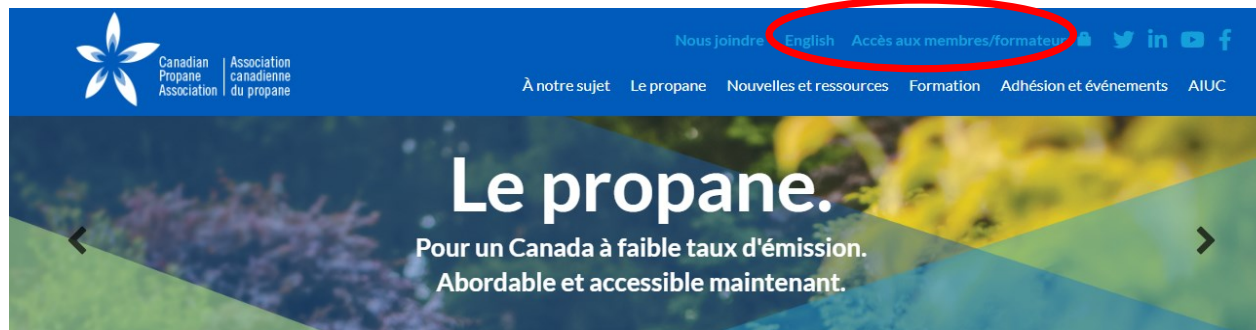 Nous joindre English Accès aux membres/formateur
Canadian Propane Association
Association canadienne du propane
À notre sujet Le propane Nouvelles et ressources Formation Adhésion et événements AIUC
Le propane.
Pour un Canada à faible taux d'émission.
Abordable et accessible maintenant.